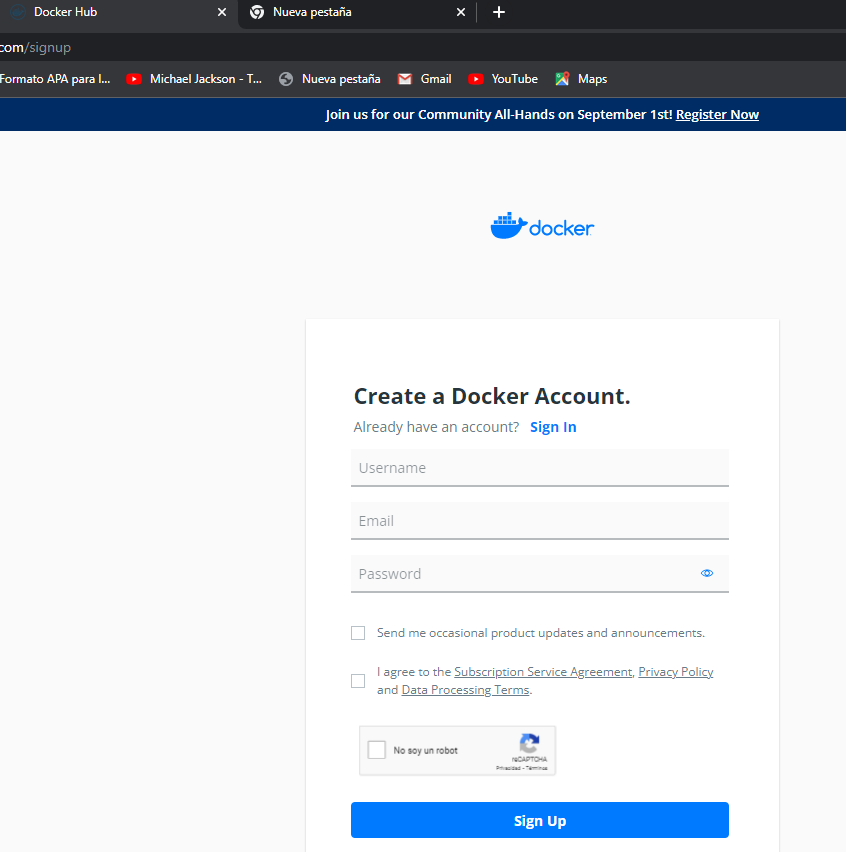 Docker Hub
Nueva pestaña
com/signup
Formato APA para l...
Michael Jackson - T...
Nueva pestaña
Gmail
YouTube
Maps
Join us for our Community All-Hands on September 1st! Register Now
docker
Create a Docker Account.
Already have an account? Sign In
Username
Email
Password
Send me occasional product updates and announcements.
I agree to the Subscription Service Agreement, Privacy Policy
and Data Processing Terms.
No soy un robot
reCAPTCHA
Privacidad - Términos
Sign Up